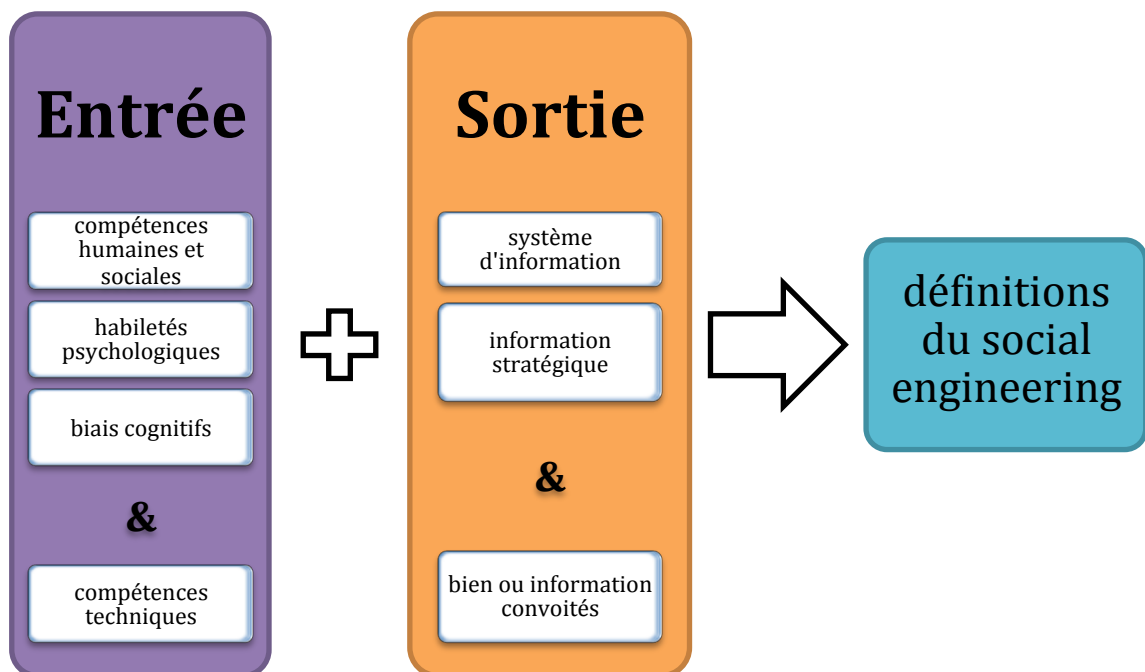 Entrée
compétences
humaines et
sociales
habiletés
psychologiques
biais cognitifs
&
compétences
techniques
Sortie
système
d'information
information
stratégique
&
bien ou information
convoités
définitions
du social
engineering